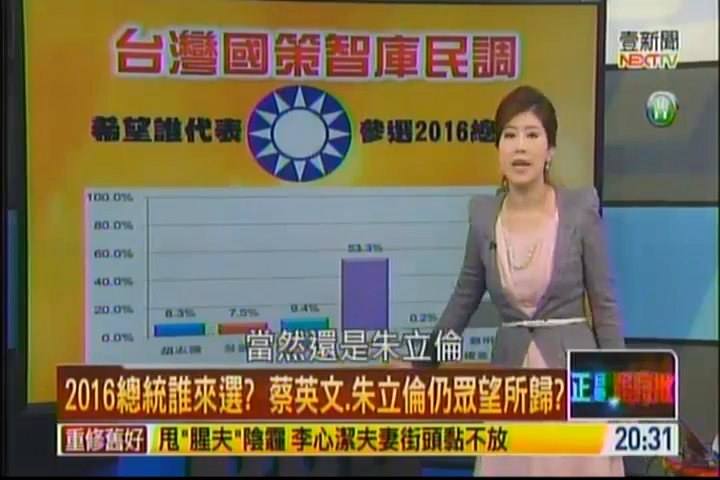 台灣國策智庫民調
壹新聞
NEXTTV
希望誰代表 參選2016總
100.0%
80.0%
60.0%
40.0%
20.0%
0.0%
8.3%
7.5%
9.4%
53.3%
0.2%
當然還是朱立倫
2016總統誰來選? 蔡英文.朱立倫仍眾望所歸?
重修舊好 甩"腥夫"陰霾 李心潔夫妻街頭黏不放
20:31